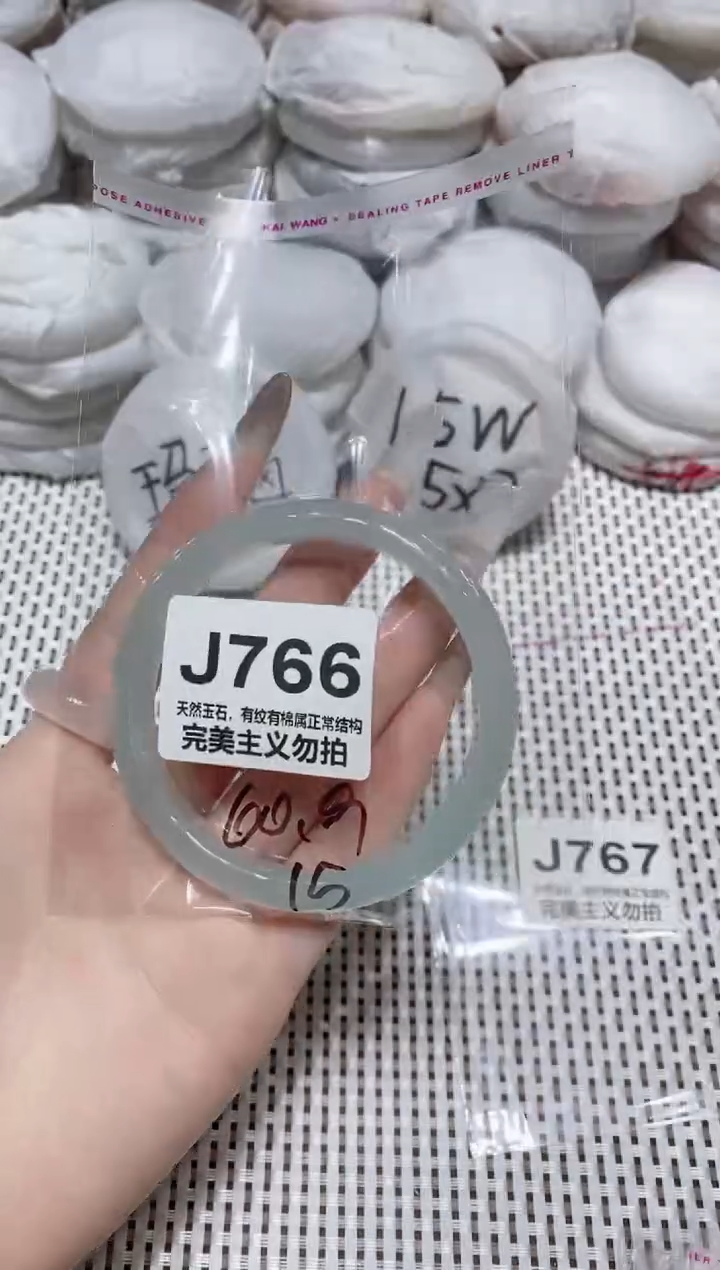 POSE ADHESIVE KAI WANG • SEALING TAPE REMOVE LINER T
15W
J766
天然玉石，有纹有棉属正常结构
完美主义勿拍
60.9
15
J767
完美主义勿拍